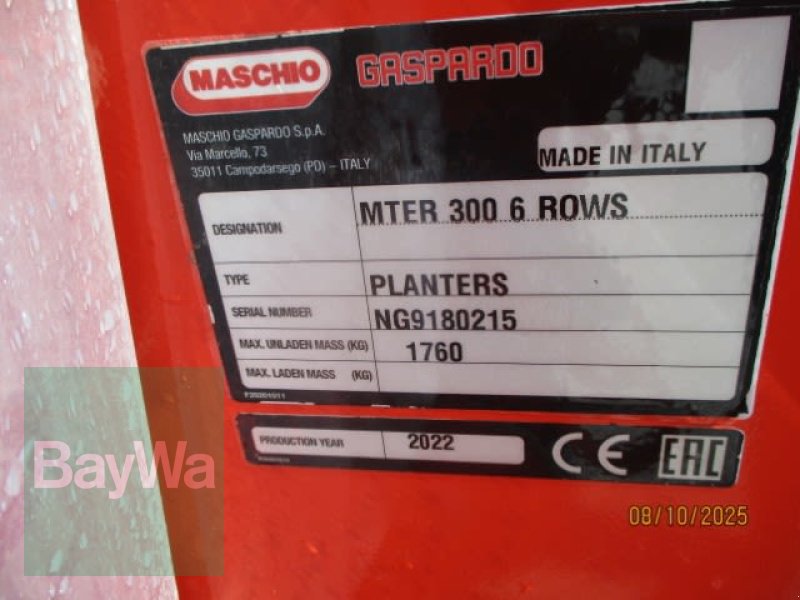 MASCHIO GASPARDO
MASCHIO GASPARDO S.p.A.
Via Marcello, 73
35011 Campodarsego (PD) – ITALY
MADE IN ITALY
DESIGNATION MTER 300 6 ROWS
TYPE PLANTERS
SERIAL NUMBER NG9180215
MAX. UNLADEN MASS (KG) 1760
MAX. LADEN MASS (KG)
F20201011
PRODUCTION YEAR 2022
CE EAC
BayWa
08/10/2025